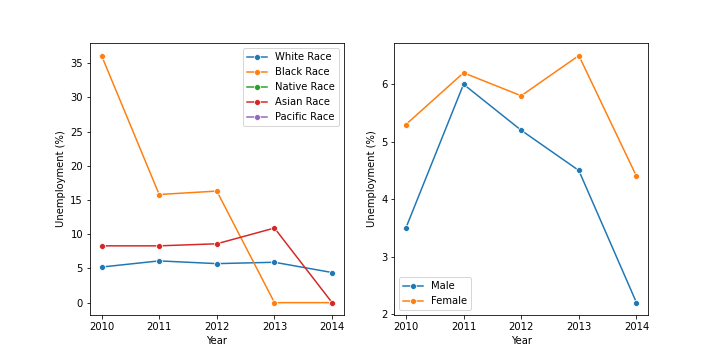 35
30
25
20
15
10
5
0
Unemployment (%)
2010 2011 2012 2013 2014
Year
White Race
Black Race
Native Race
Asian Race
Pacific Race
6
5
4
3
2
Unemployment (%)
2010 2011 2012 2013 2014
Year
Male
Female